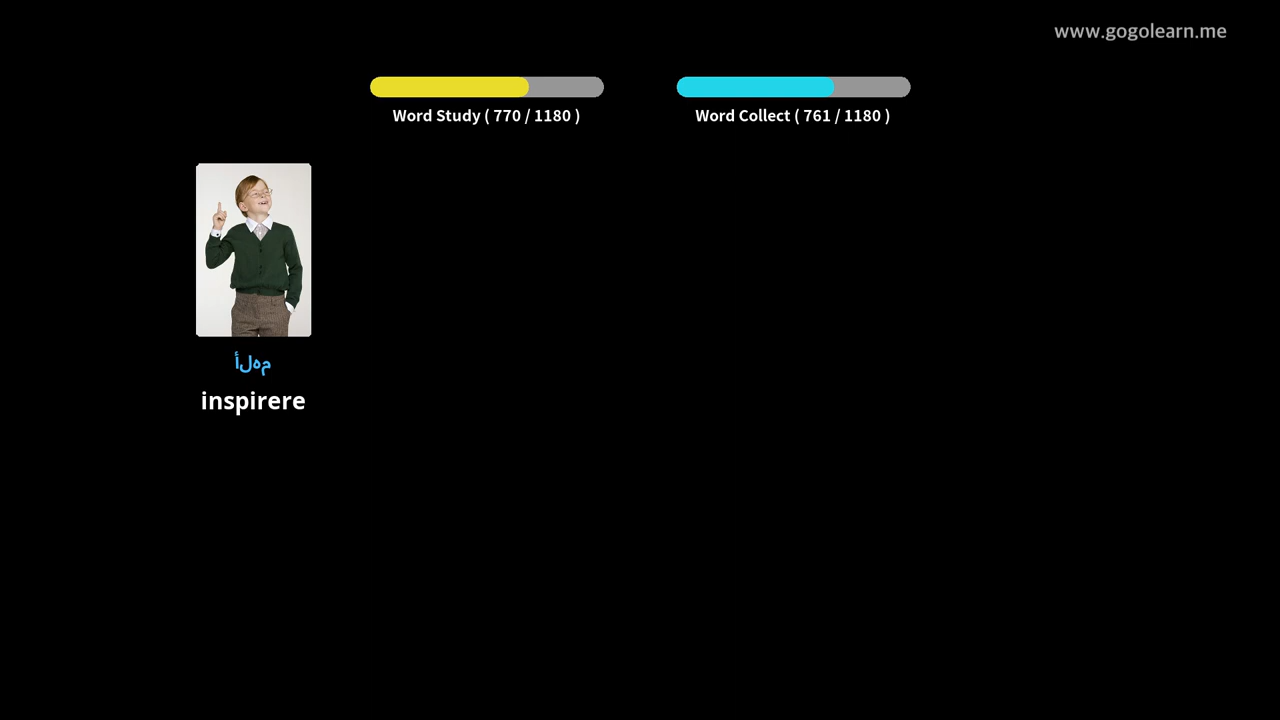 www.gogolearn.me
Word Study ( 770 / 1180 )
Word Collect ( 761 / 1180 )
ألهم
inspirere